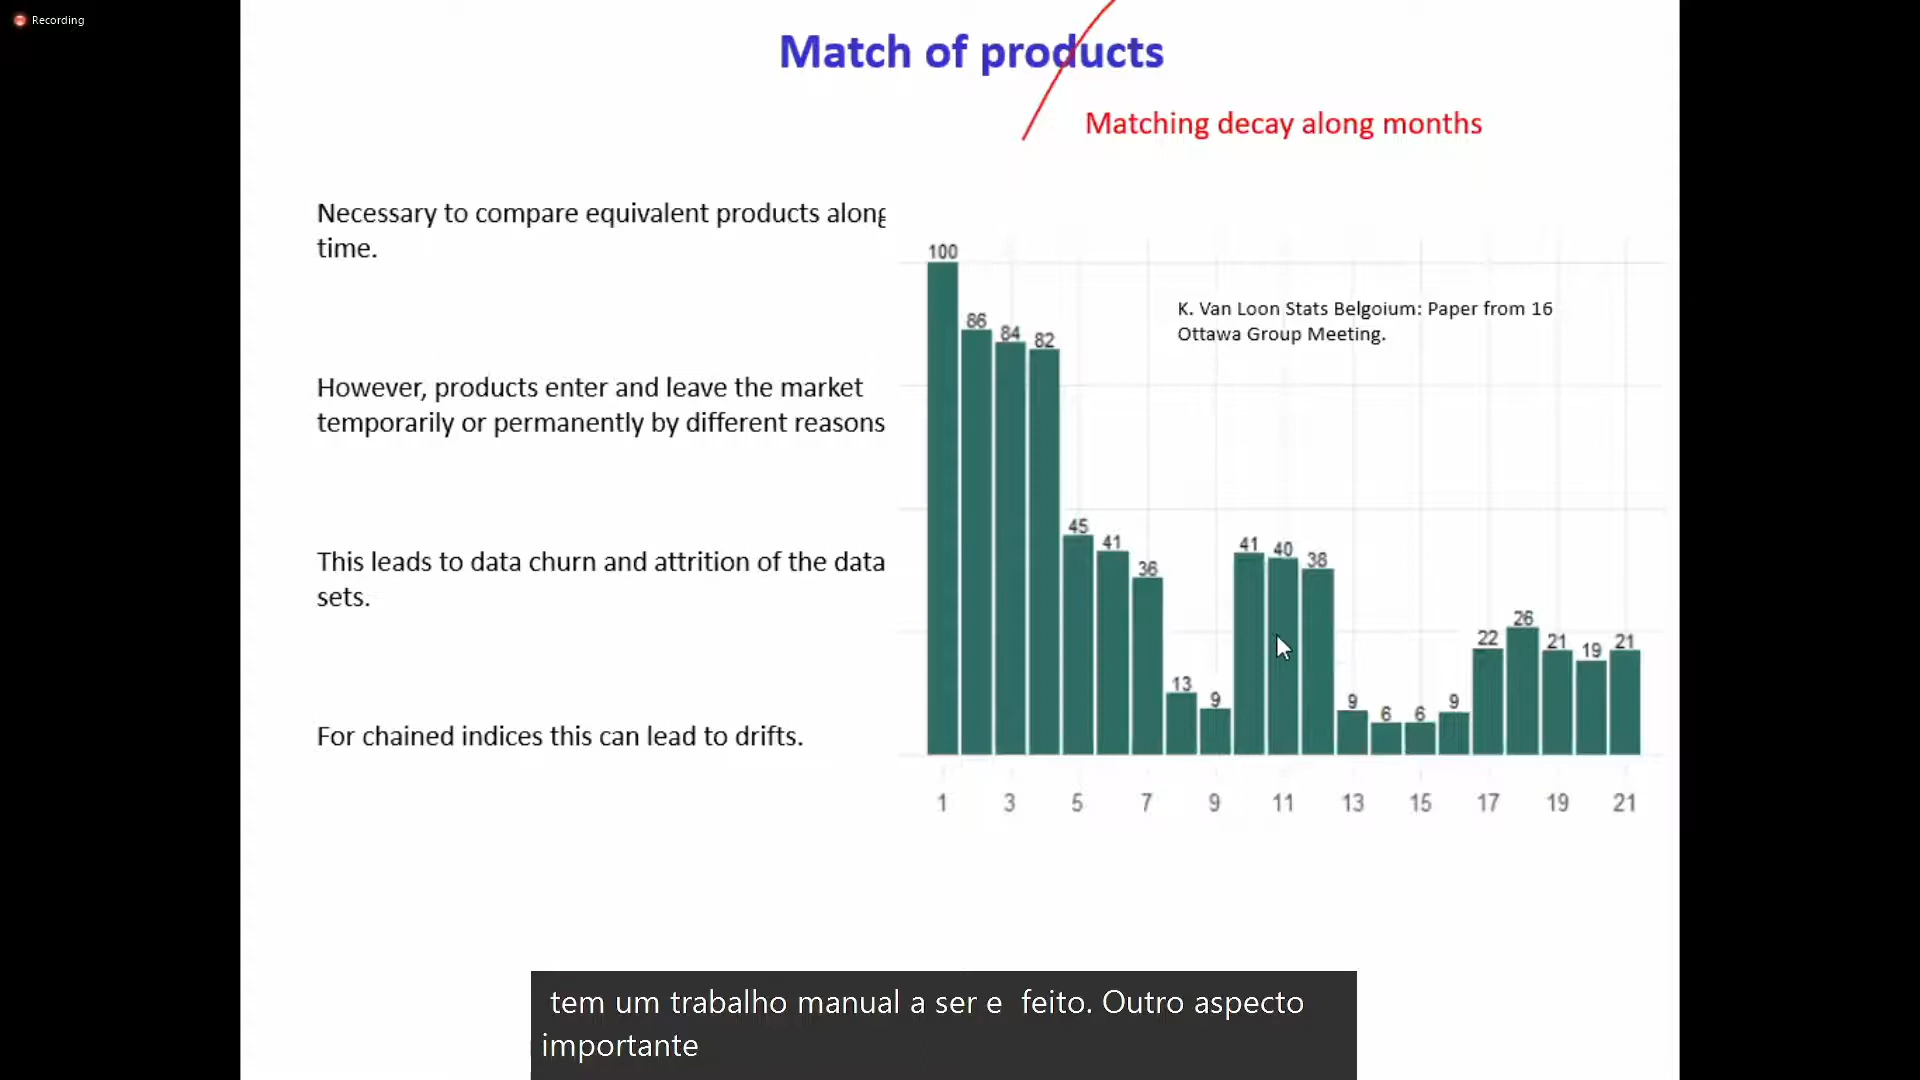 Recording
Match of products
Matching decay along months
Necessary to compare equivalent products along
time.
However, products enter and leave the market
temporarily or permanently by different reasons
This leads to data churn and attrition of the data
sets.
For chained indices this can lead to drifts.
K. Van Loon Stats Belgoium: Paper from 16
Ottawa Group Meeting.
100
86
84
82
45
41
36
13
9
41
40
38
9
6
6
9
22
26
21
19
21
1 3 5 7 9 11 13 15 17 19 21
tem um trabalho manual a ser e feito. Outro aspecto
importante